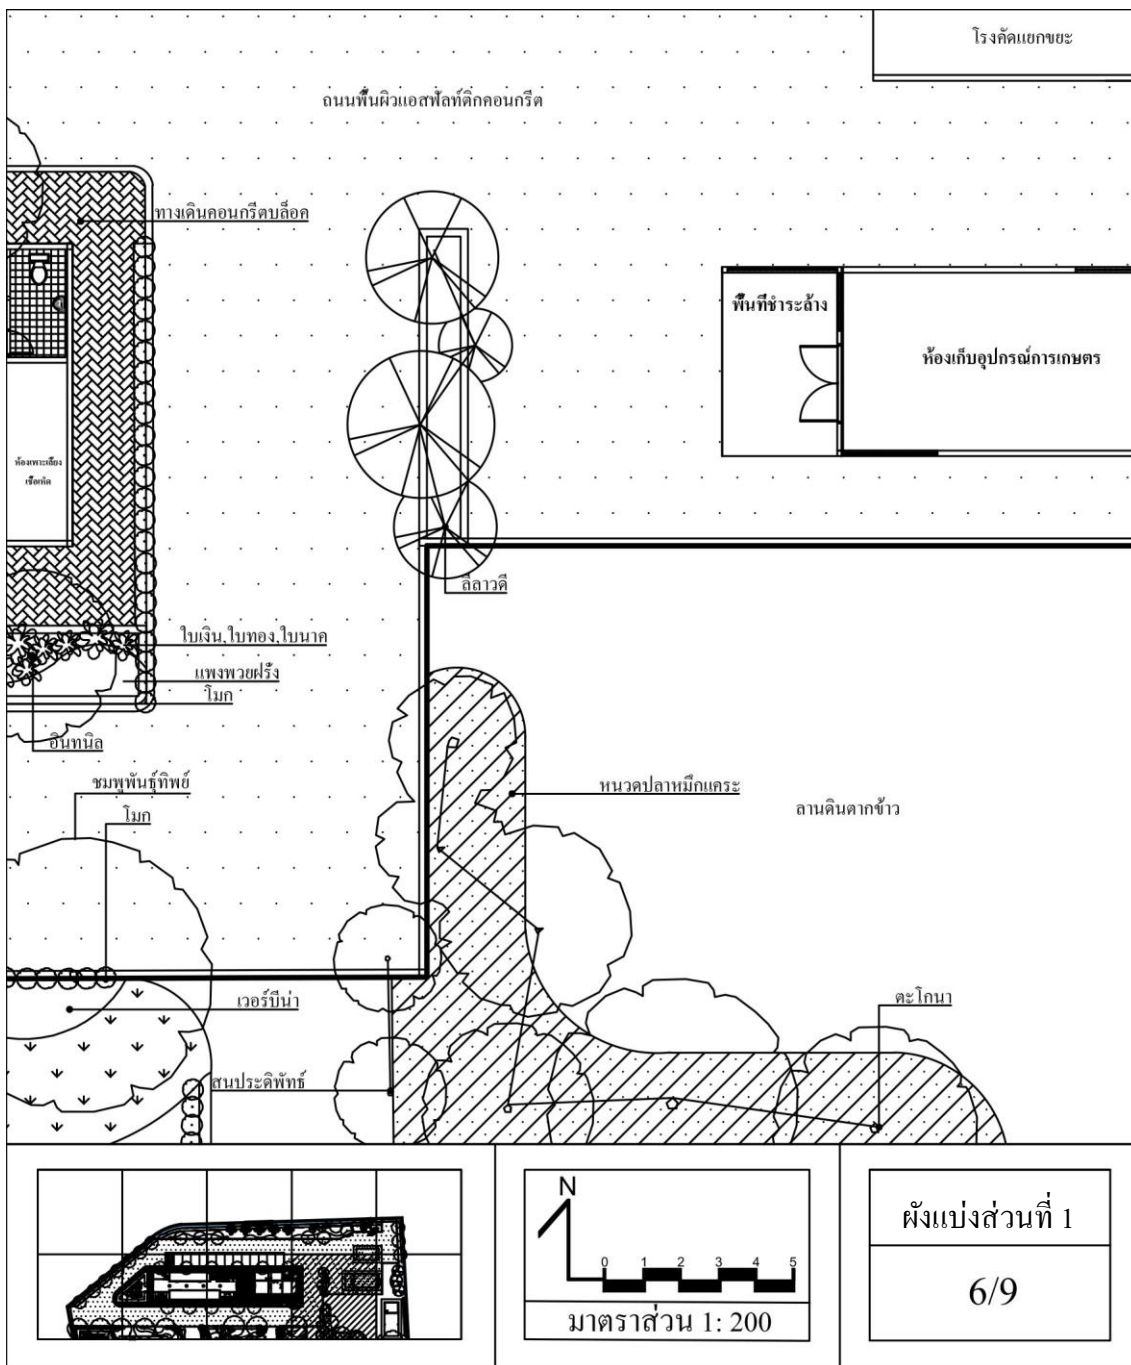 โรงคัดแยกขยะ
ถนนพื้นผิวแอสฟัลท์ติกคอนกรีต
ทางเดินคอนกรีตบล็อค
พื้นที่ชำระล้าง
ห้องเก็บอุปกรณ์การเกษตร
ห้องเพาะเลี้ยง
เชื้อเห็ด
ลีลาวดี
ใบเงิน,ใบทอง,ใบนาค
แพงพวยฝรั่ง
โมก
อินทนิล
ชมพูพันธุ์ทิพย์
หนวดปลาหมึกแคระ
ลานดินตากข้าว
โมก
เวอร์บีน่า
ตะโกนา
สนประดิพัทธ์
N
0 1 2 3 4 5
มาตราส่วน 1: 200
ผังแบ่งส่วนที่ 1
6/9